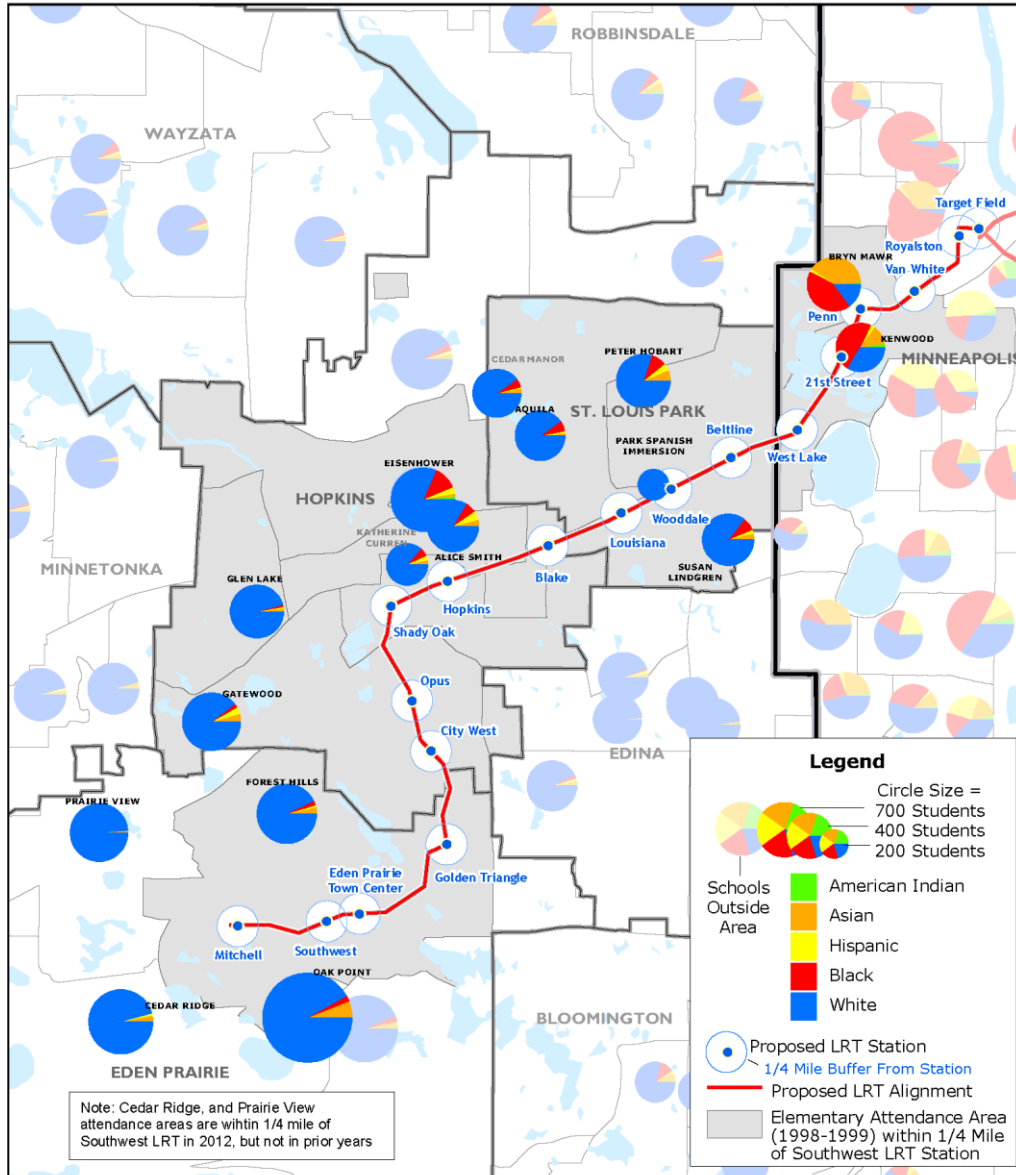 ROBBINSDALE
WAYZATA
Target Field
Royalston
BRYN MAWR
Van White
Penn
KENWOOD
MINNEAPOLIS
21st Street
CEDAR MANOR
PETER HOBART
AQUILA
ST. LOUIS PARK
Beltline
West Lake
PARK SPANISH
IMMERSION
EISENHOWER
HOPKINS
Wooddale
KATHERINE
CURREN
Louisiana
ALICE SMITH
SUSAN
LINDGREN
MINNETONKA
Blake
GLEN LAKE
Hopkins
Shady Oak
Opus
GATEWOOD
City West
EDINA
FOREST HILLS
PRAIRIE VIEW
Golden Triangle
Eden Prairie
Town Center
Southwest
Mitchell
OAK POINT
CEDAR RIDGE
BLOOMINGTON
EDEN PRAIRIE
Note: Cedar Ridge, and Prairie View
attendance areas are whtin 1/4 mile of
Southwest LRT in 2012, but not in prior years
Legend
Circle Size =
700 Students
400 Students
200 Students
Schools
Outside
Area
American Indian
Asian
Hispanic
Black
White
Proposed LRT Station
1/4 Mile Buffer From Station
Proposed LRT Alignment
Elementary Attendance Area
(1998-1999) within 1/4 Mile
of Southwest LRT Station